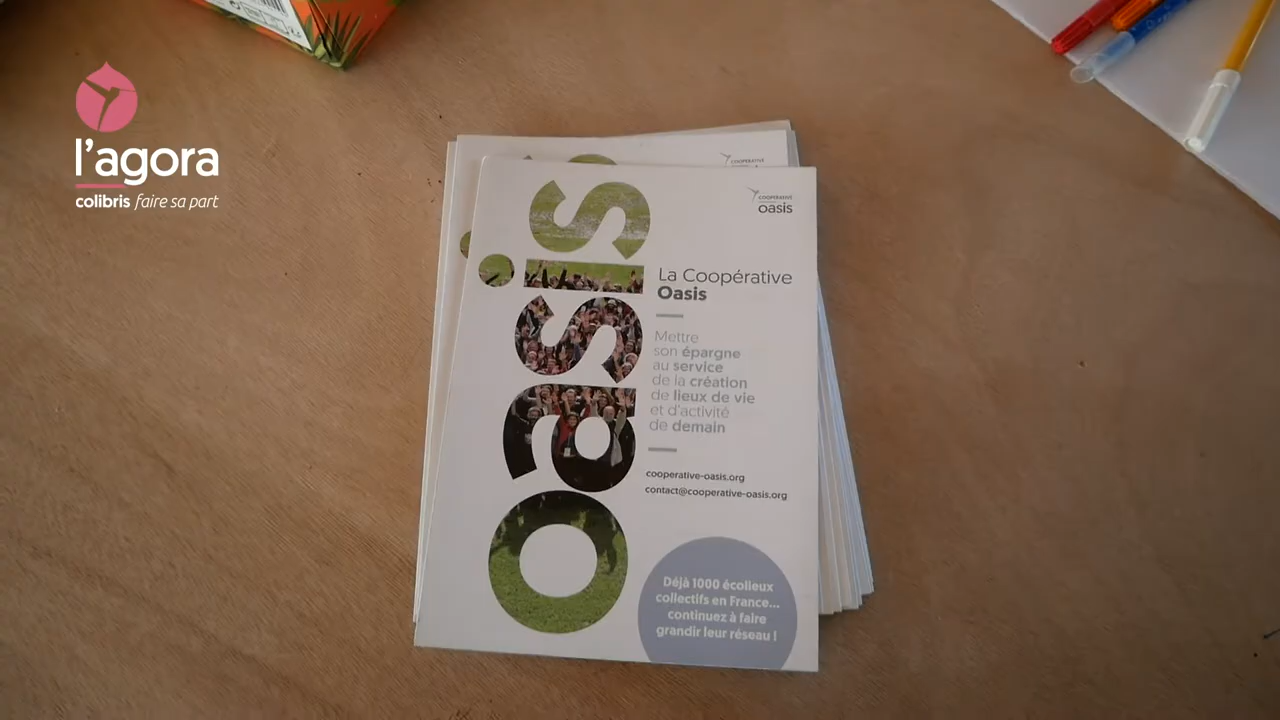 l'agora
colibris faire sa part
COOPÉRATIVE
COOPÉRATIVE
oasis
oasis
La Coopérative
Oasis
Mettre
son épargne
au service
de la création
de lieux de vie
et d'activité
de demain
cooperative-oasis.org
contact@cooperative-oasis.org
Déjà 1000 écolieux
collectifs en France...
continuez à faire
grandir leur réseau !